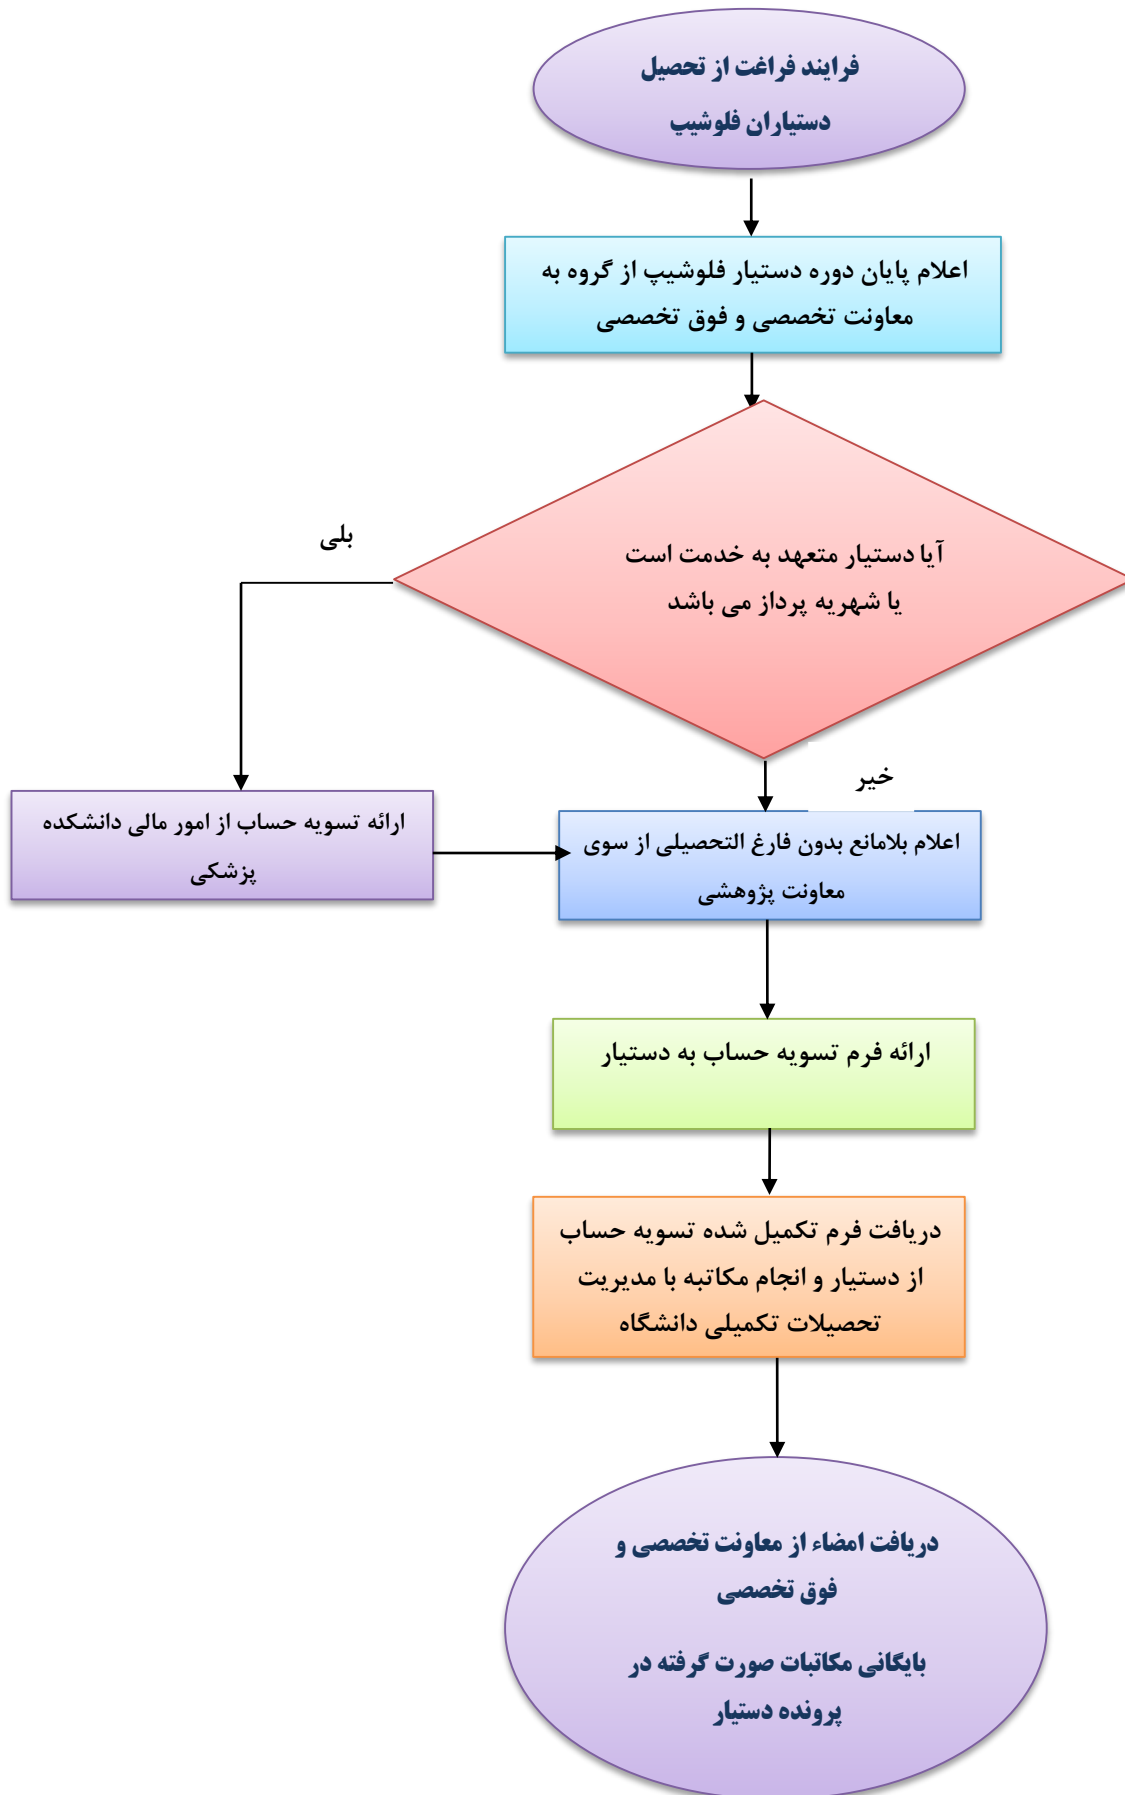 فرایند فراغت از تحصیل
دستیاران فلوشیپ
اعلام پایان دوره دستیار فلوشیپ از گروه به
معاونت تخصصی و فوق تخصصی
آیا دستیار متعهد به خدمت است
یا شهریه پرداز می باشد
بلی
خیر
ارائه تسویه حساب از امور مالی دانشکده
پزشکی
اعلام بلامانع بدون فارغ التحصیلی از سوی
معاونت پژوهشی
ارائه فرم تسویه حساب به دستیار
دریافت فرم تکمیل شده تسویه حساب
از دستیار و انجام مکاتبه با مدیریت
تحصیلات تکمیلی دانشگاه
دریافت امضاء از معاونت تخصصی و
فوق تخصصی
بایگانی مکاتبات صورت گرفته در
پرونده دستیار